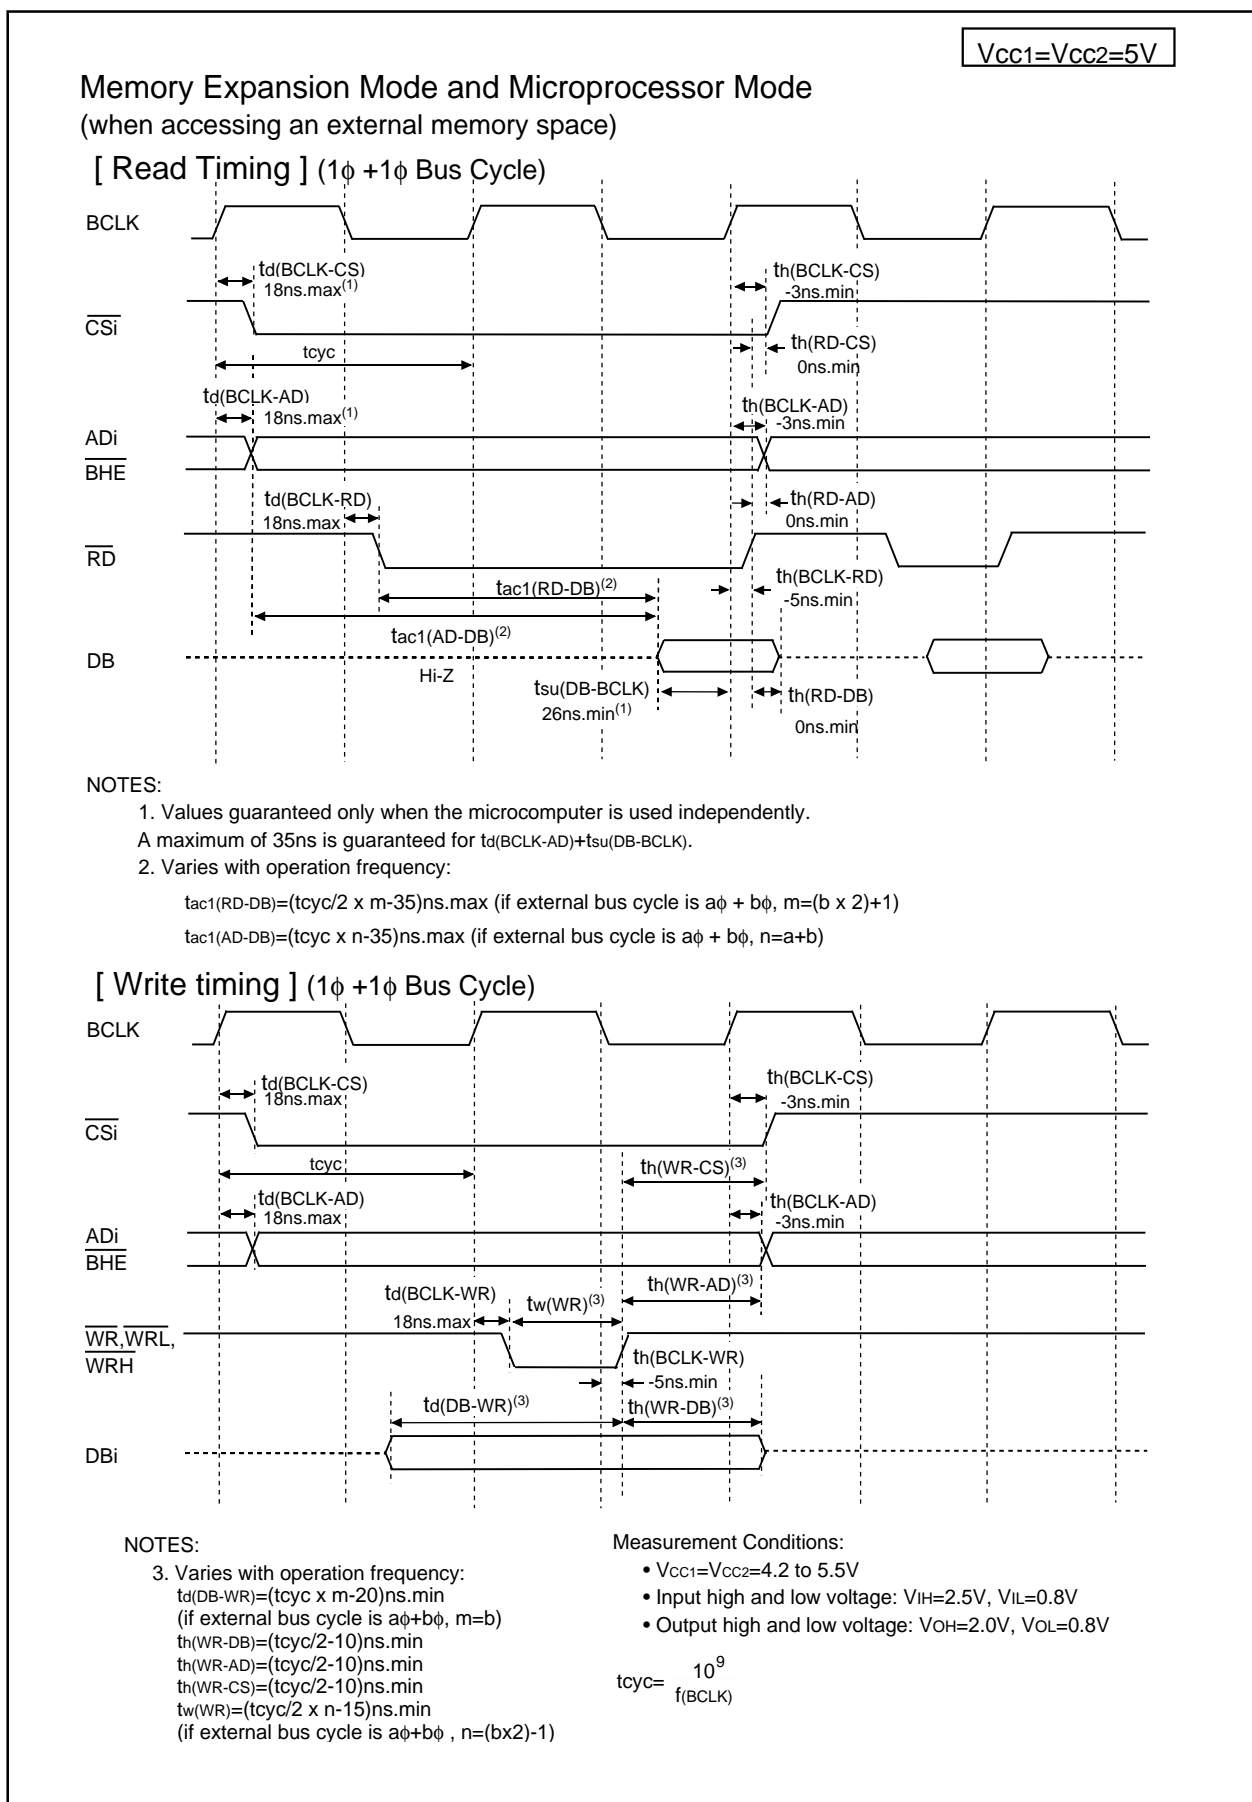 Vcc1=Vcc2=5V
Memory Expansion Mode and Microprocessor Mode
(when accessing an external memory space)
[ Read Timing ] (1ϕ +1ϕ Bus Cycle)
BCLK
td(BCLK-CS)
18ns.max(1)
th(BCLK-CS)
-3ns.min
CSi
th(RD-CS)
0ns.min
tcyc
td(BCLK-AD)
18ns.max(1)
th(BCLK-AD)
-3ns.min
ADi
BHE
td(BCLK-RD)
18ns.max
th(RD-AD)
0ns.min
RD
tac1(RD-DB)(2)
th(BCLK-RD)
-5ns.min
tac1(AD-DB)(2)
DB
Hi-Z
tsu(DB-BCLK)
26ns.min(1)
th(RD-DB)
0ns.min
NOTES:
1. Values guaranteed only when the microcomputer is used independently.
A maximum of 35ns is guaranteed for td(BCLK-AD)+tsu(DB-BCLK).
2. Varies with operation frequency:
tac1(RD-DB)=(tcyc/2 x m-35)ns.max (if external bus cycle is aϕ + bϕ, m=(b x 2)+1)
tac1(AD-DB)=(tcyc x n-35)ns.max (if external bus cycle is aϕ + bϕ, n=a+b)
[ Write timing ] (1ϕ +1ϕ Bus Cycle)
BCLK
td(BCLK-CS)
18ns.max
th(BCLK-CS)
-3ns.min
CSi
tcyc
th(WR-CS)(3)
td(BCLK-AD)
18ns.max
th(BCLK-AD)
-3ns.min
ADi
BHE
td(BCLK-WR)
18ns.max
tw(WR)(3)
th(WR-AD)(3)
WR,WRL,
WRH
th(BCLK-WR)
-5ns.min
td(DB-WR)(3)
th(WR-DB)(3)
DBi
NOTES:
3. Varies with operation frequency:
td(DB-WR)=(tcyc x m-20)ns.min
(if external bus cycle is aϕ+bϕ, m=b)
th(WR-DB)=(tcyc/2-10)ns.min
th(WR-AD)=(tcyc/2-10)ns.min
th(WR-CS)=(tcyc/2-10)ns.min
tw(WR)=(tcyc/2 x n-15)ns.min
(if external bus cycle is aϕ+bϕ , n=(bx2)-1)
Measurement Conditions:
• VCC1=VCC2=4.2 to 5.5V
• Input high and low voltage: VIH=2.5V, VIL=0.8V
• Output high and low voltage: VOH=2.0V, VOL=0.8V
tcyc= 10^9
f(BCLK)